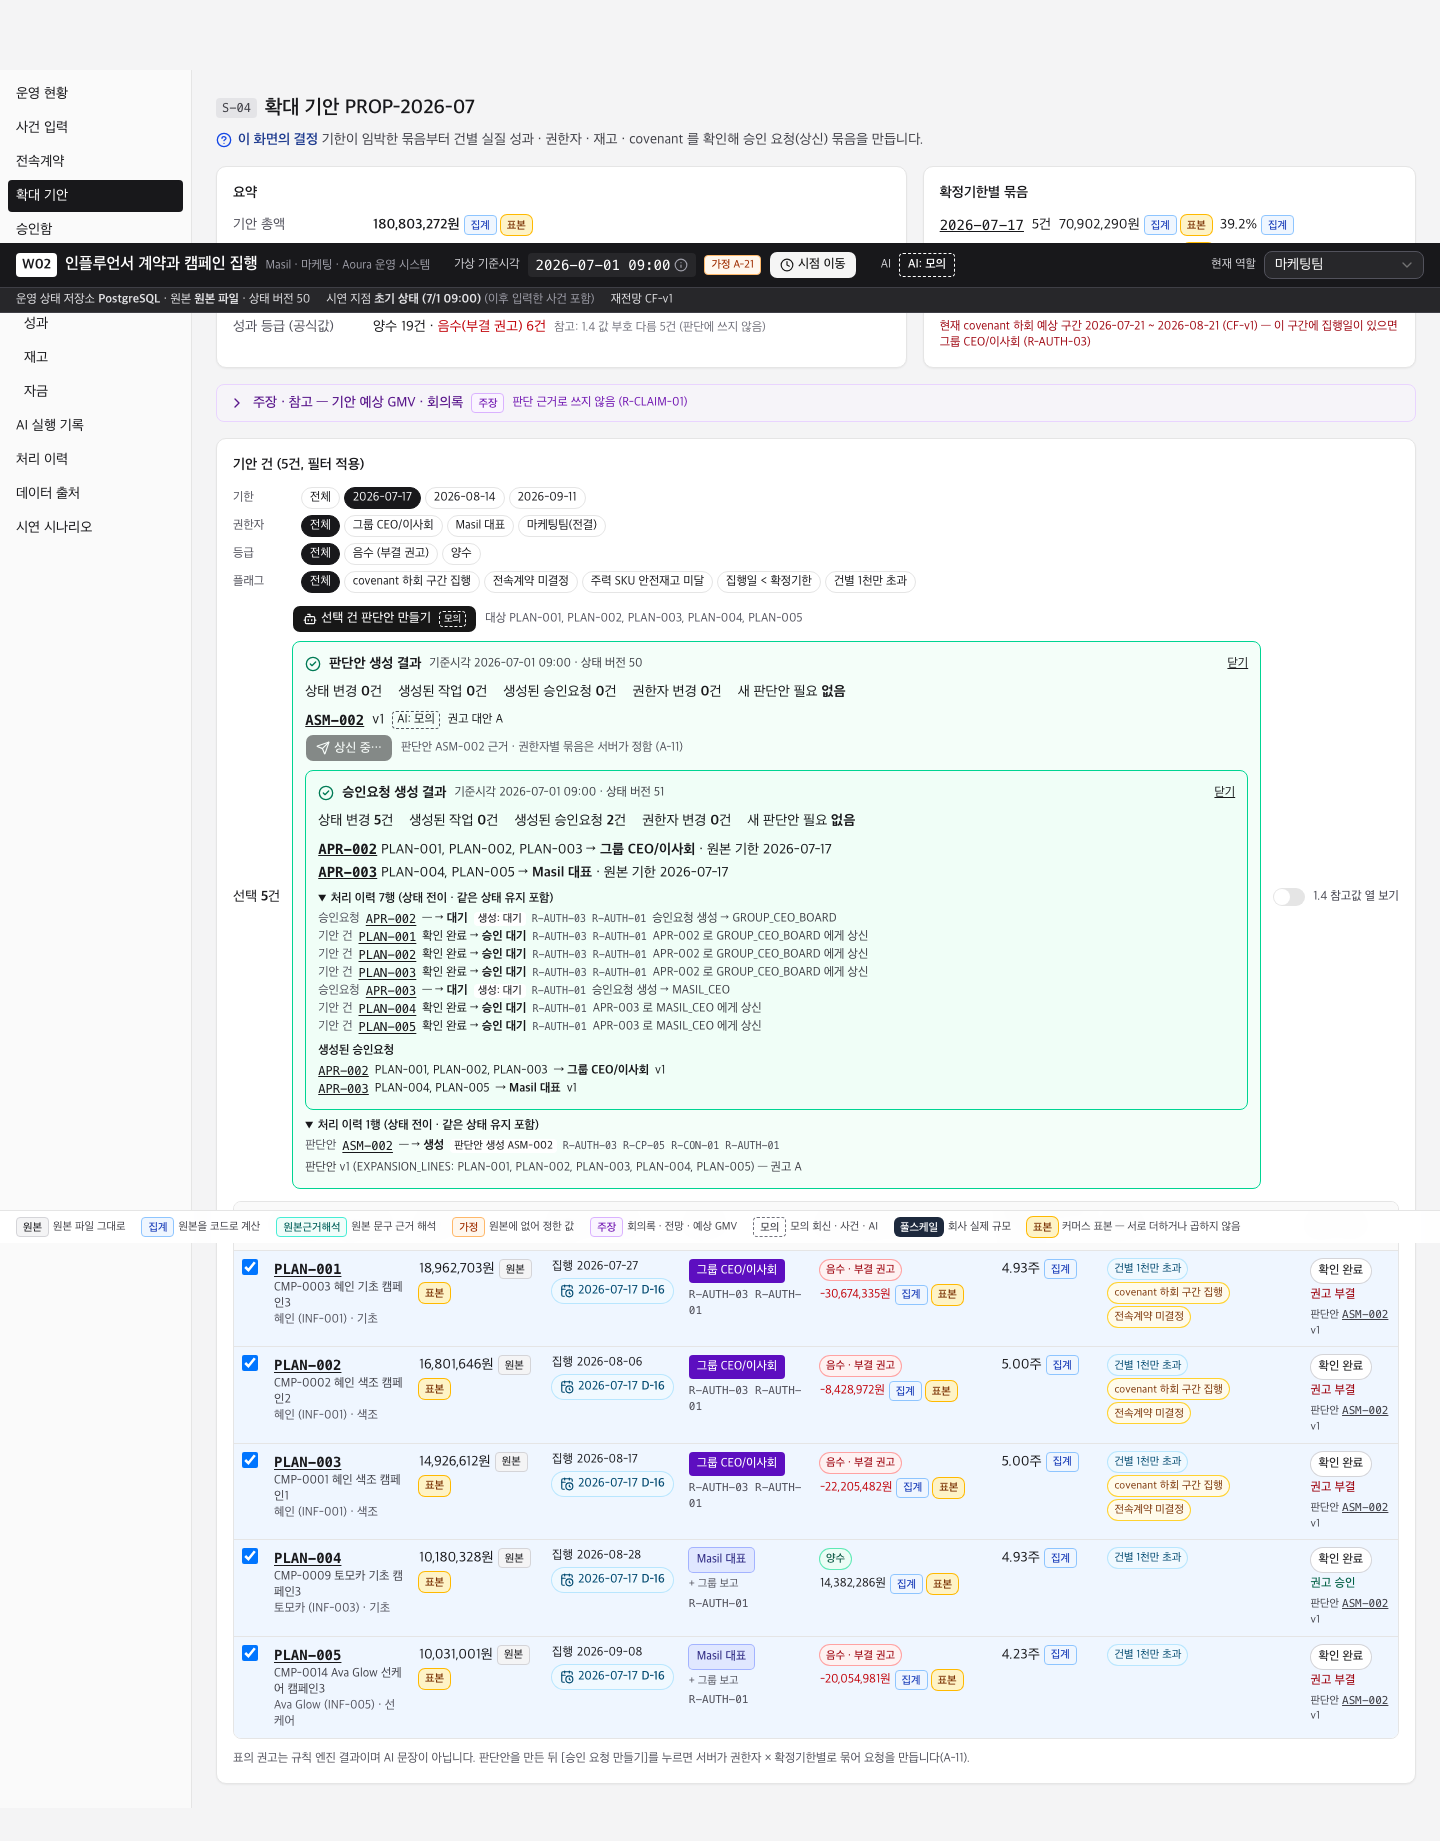 운영 현황
사건 입력
전속계약
확대 기안
승인함
S-04 확대 기안 PROP-2026-07
이 화면의 결정 기한이 임박한 묶음부터 건별 실질 성과 · 권한자 · 재고 · covenant 를 확인해 승인 요청(상신) 묶음을 만듭니다.
요약
기안 총액 180,803,272원 집계 표본
확정기한별 묶음
2026-07-17 5건 70,902,290원 집계 표본 39.2% 집계
W02 인플루언서 계약과 캠페인 집행 Masil · 마케팅 · Aoura 운영 시스템 가상 기준시각 2026-07-01 09:00 가정 A-21 시점 이동 AI AI: 모의 현재 역할 마케팅팀
운영 상태 저장소 PostgreSQL · 원본 원본 파일 · 상태 버전 50 시연 지점 초기 상태 (7/1 09:00) (이후 입력한 사건 포함) 재전망 CF-v1
성과
재고
자금
AI 실행 기록
처리 이력
데이터 출처
시연 시나리오
성과 등급 (공식값) 양수 19건 · 음수(부결 권고) 6건 참고: 1.4 값 부호 다름 5건 (판단에 쓰지 않음)
현재 covenant 하회 예상 구간 2026-07-21 ~ 2026-08-21 (CF-v1) — 이 구간에 집행일이 있으면
그룹 CEO/이사회 (R-AUTH-03)
주장 · 참고 — 기안 예상 GMV · 회의록 주장 판단 근거로 쓰지 않음 (R-CLAIM-01)
기안 건 (5건, 필터 적용)
기한 전체 2026-07-17 2026-08-14 2026-09-11
권한자 전체 그룹 CEO/이사회 Masil 대표 마케팅팀(전결)
등급 전체 음수 (부결 권고) 양수
플래그 전체 covenant 하회 구간 집행 전속계약 미결정 주력 SKU 안전재고 미달 집행일 < 확정기한 건별 1천만 초과
선택 건 판단안 만들기 모의 대상 PLAN-001, PLAN-002, PLAN-003, PLAN-004, PLAN-005
판단안 생성 결과 기준시각 2026-07-01 09:00 · 상태 버전 50 닫기
상태 변경 0건 생성된 작업 0건 생성된 승인요청 0건 권한자 변경 0건 새 판단안 필요 없음
ASM-002 v1 AI: 모의 권고 대안 A
상신 중… 판단안 ASM-002 근거 · 권한자별 묶음은 서버가 정함 (A-11)
승인요청 생성 결과 기준시각 2026-07-01 09:00 · 상태 버전 51 닫기
상태 변경 5건 생성된 작업 0건 생성된 승인요청 2건 권한자 변경 0건 새 판단안 필요 없음
APR-002 PLAN-001, PLAN-002, PLAN-003 → 그룹 CEO/이사회 · 원본 기한 2026-07-17
APR-003 PLAN-004, PLAN-005 → Masil 대표 · 원본 기한 2026-07-17
선택 5건
1.4 참고값 열 보기
▼ 처리 이력 7행 (상태 전이 · 같은 상태 유지 포함)
승인요청 APR-002 — → 대기 생성: 대기 R-AUTH-03 R-AUTH-01 승인요청 생성 → GROUP_CEO_BOARD
기안 건 PLAN-001 확인 완료 → 승인 대기 R-AUTH-03 R-AUTH-01 APR-002 로 GROUP_CEO_BOARD 에게 상신
기안 건 PLAN-002 확인 완료 → 승인 대기 R-AUTH-03 R-AUTH-01 APR-002 로 GROUP_CEO_BOARD 에게 상신
기안 건 PLAN-003 확인 완료 → 승인 대기 R-AUTH-03 R-AUTH-01 APR-002 로 GROUP_CEO_BOARD 에게 상신
승인요청 APR-003 — → 대기 생성: 대기 R-AUTH-01 승인요청 생성 → MASIL_CEO
기안 건 PLAN-004 확인 완료 → 승인 대기 R-AUTH-01 APR-003 로 MASIL_CEO 에게 상신
기안 건 PLAN-005 확인 완료 → 승인 대기 R-AUTH-01 APR-003 로 MASIL_CEO 에게 상신
생성된 승인요청
APR-002 PLAN-001, PLAN-002, PLAN-003 → 그룹 CEO/이사회 v1
APR-003 PLAN-004, PLAN-005 → Masil 대표 v1
▼ 처리 이력 1행 (상태 전이 · 같은 상태 유지 포함)
판단안 ASM-002 — → 생성 판단안 생성 ASM-002 R-AUTH-03 R-CP-05 R-CON-01 R-AUTH-01
판단안 v1 (EXPANSION_LINES: PLAN-001, PLAN-002, PLAN-003, PLAN-004, PLAN-005) — 권고 A
원본 원본 파일 그대로 집계 원본을 코드로 계산 원본근거해석 원본 문구 근거 해석 가정 원본에 없어 정한 값 주장 회의록 · 전망 · 예상 GMV 모의 모의 회신 · 사건 · AI 풀스케일 회사 실제 규모 표본 커머스 표본 — 서로 더하거나 곱하지 않음
PLAN-001 18,962,703원 원본 집행 2026-07-27 그룹 CEO/이사회 음수 · 부결 권고 4.93주 집계 건별 1천만 초과 확인 완료
CMP-0003 혜인 기초 캠페 표본 2026-07-17 D-16 R-AUTH-03 R-AUTH- -30,674,335원 집계 표본 covenant 하회 구간 집행 권고 부결
인3 01 전속계약 미결정 판단안 ASM-002
혜인 (INF-001) · 기초 v1
PLAN-002 16,801,646원 원본 집행 2026-08-06 그룹 CEO/이사회 음수 · 부결 권고 5.00주 집계 건별 1천만 초과 확인 완료
CMP-0002 혜인 색조 캠페 표본 2026-07-17 D-16 R-AUTH-03 R-AUTH- -8,428,972원 집계 표본 covenant 하회 구간 집행 권고 부결
인2 01 전속계약 미결정 판단안 ASM-002
혜인 (INF-001) · 색조 v1
PLAN-003 14,926,612원 원본 집행 2026-08-17 그룹 CEO/이사회 음수 · 부결 권고 5.00주 집계 건별 1천만 초과 확인 완료
CMP-0001 혜인 색조 캠페 표본 2026-07-17 D-16 R-AUTH-03 R-AUTH- -22,205,482원 집계 표본 covenant 하회 구간 집행 권고 부결
인1 01 전속계약 미결정 판단안 ASM-002
혜인 (INF-001) · 색조 v1
PLAN-004 10,180,328원 원본 집행 2026-08-28 Masil 대표 양수 4.93주 집계 건별 1천만 초과 확인 완료
CMP-0009 토모카 기초 캠 표본 2026-07-17 D-16 + 그룹 보고 14,382,286원 집계 표본 권고 승인
페인3 R-AUTH-01 판단안 ASM-002
토모카 (INF-003) · 기초 v1
PLAN-005 10,031,001원 원본 집행 2026-09-08 Masil 대표 음수 · 부결 권고 4.23주 집계 건별 1천만 초과 확인 완료
CMP-0014 Ava Glow 선케 표본 2026-07-17 D-16 + 그룹 보고 -20,054,981원 집계 표본 권고 부결
어 캠페인3 R-AUTH-01 판단안 ASM-002
Ava Glow (INF-005) · 선 v1
케어
표의 권고는 규칙 엔진 결과이며 AI 문장이 아닙니다. 판단안을 만든 뒤 [승인 요청 만들기]를 누르면 서버가 권한자 × 확정기한별로 묶어 요청을 만듭니다(A-11).